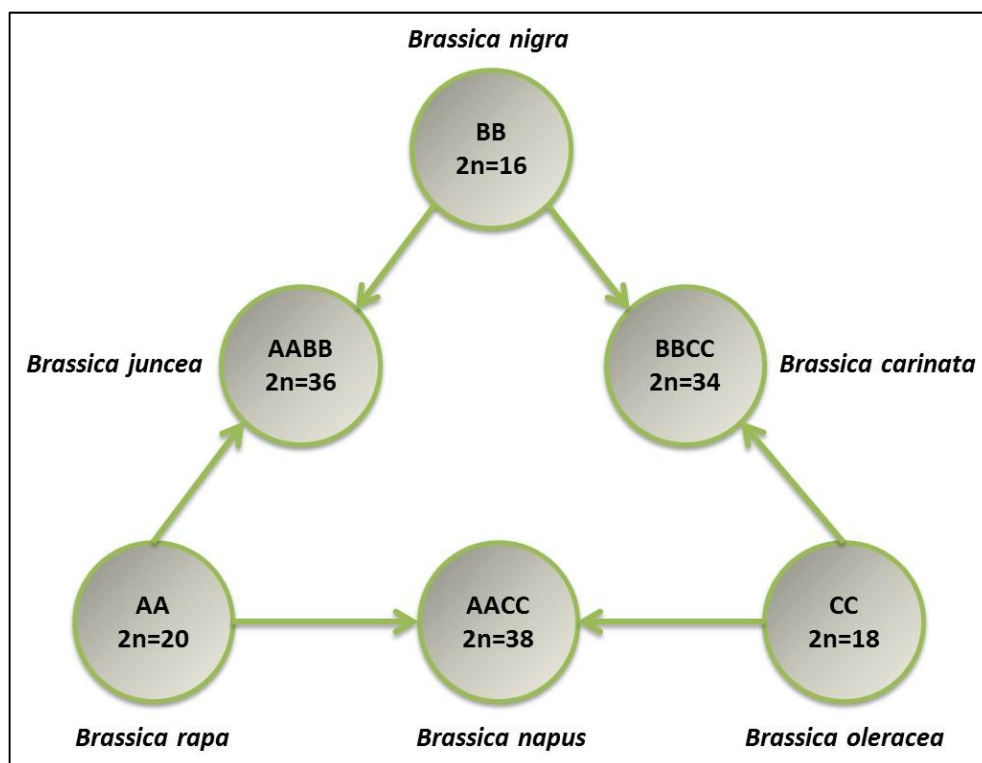 Brassica nigra
BB
2n=16
Brassica juncea
AABB
2n=36
BBCC
2n=34
Brassica carinata
AA
2n=20
AACC
2n=38
CC
2n=18
Brassica rapa
Brassica napus
Brassica oleracea